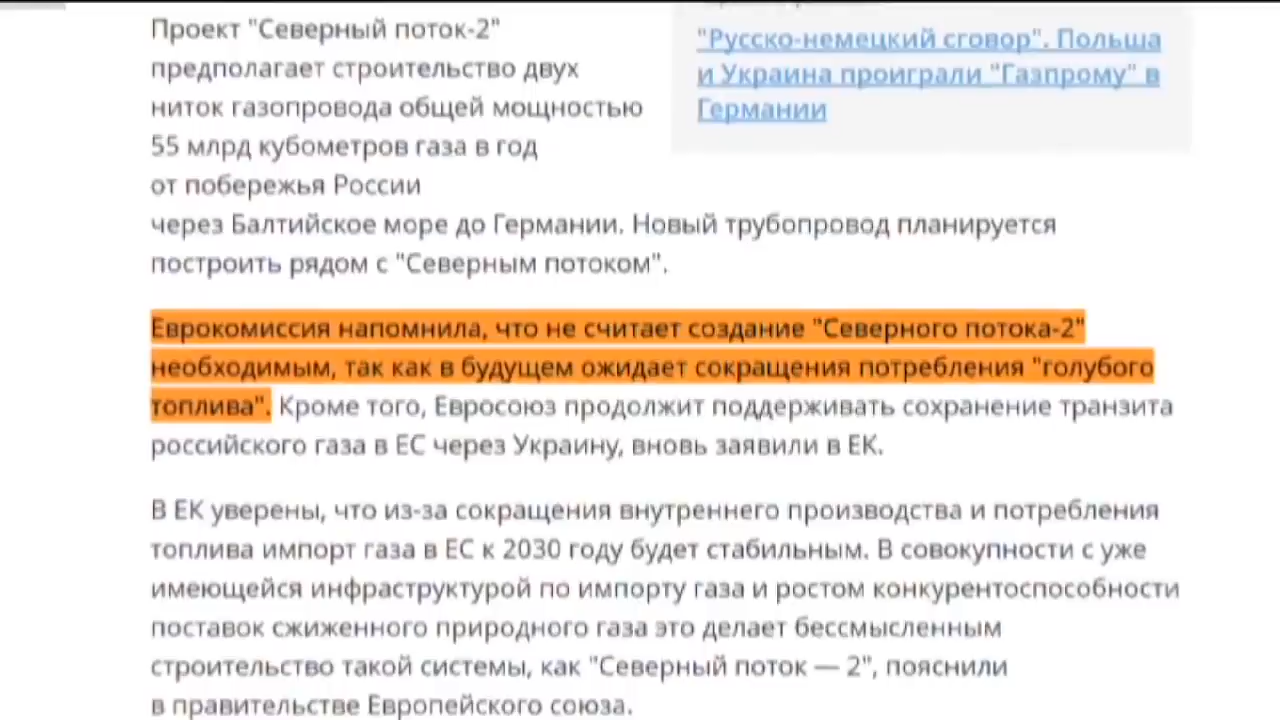 Проект "Северный поток-2"
предполагает строительство двух
ниток газопровода общей мощностью
55 млрд кубометров газа в год
от побережья России
через Балтийское море до Германии. Новый трубопровод планируется
построить рядом с "Северным потоком".
"Русско-немецкий сговор". Польша
и Украина проиграли "Газпрому" в
Германии
Еврокомиссия напомнила, что не считает создание "Северного потока-2"
необходимым, так как в будущем ожидает сокращения потребления "голубого
топлива". Кроме того, Евросоюз продолжит поддерживать сохранение транзита
российского газа в ЕС через Украину, вновь заявили в ЕК.
В ЕК уверены, что из-за сокращения внутреннего производства и потребления
топлива импорт газа в ЕС к 2030 году будет стабильным. В совокупности с уже
имеющейся инфраструктурой по импорту газа и ростом конкурентоспособности
поставок сжиженного природного газа это делает бессмысленным
строительство такой системы, как "Северный поток — 2", пояснили
в правительстве Европейского союза.